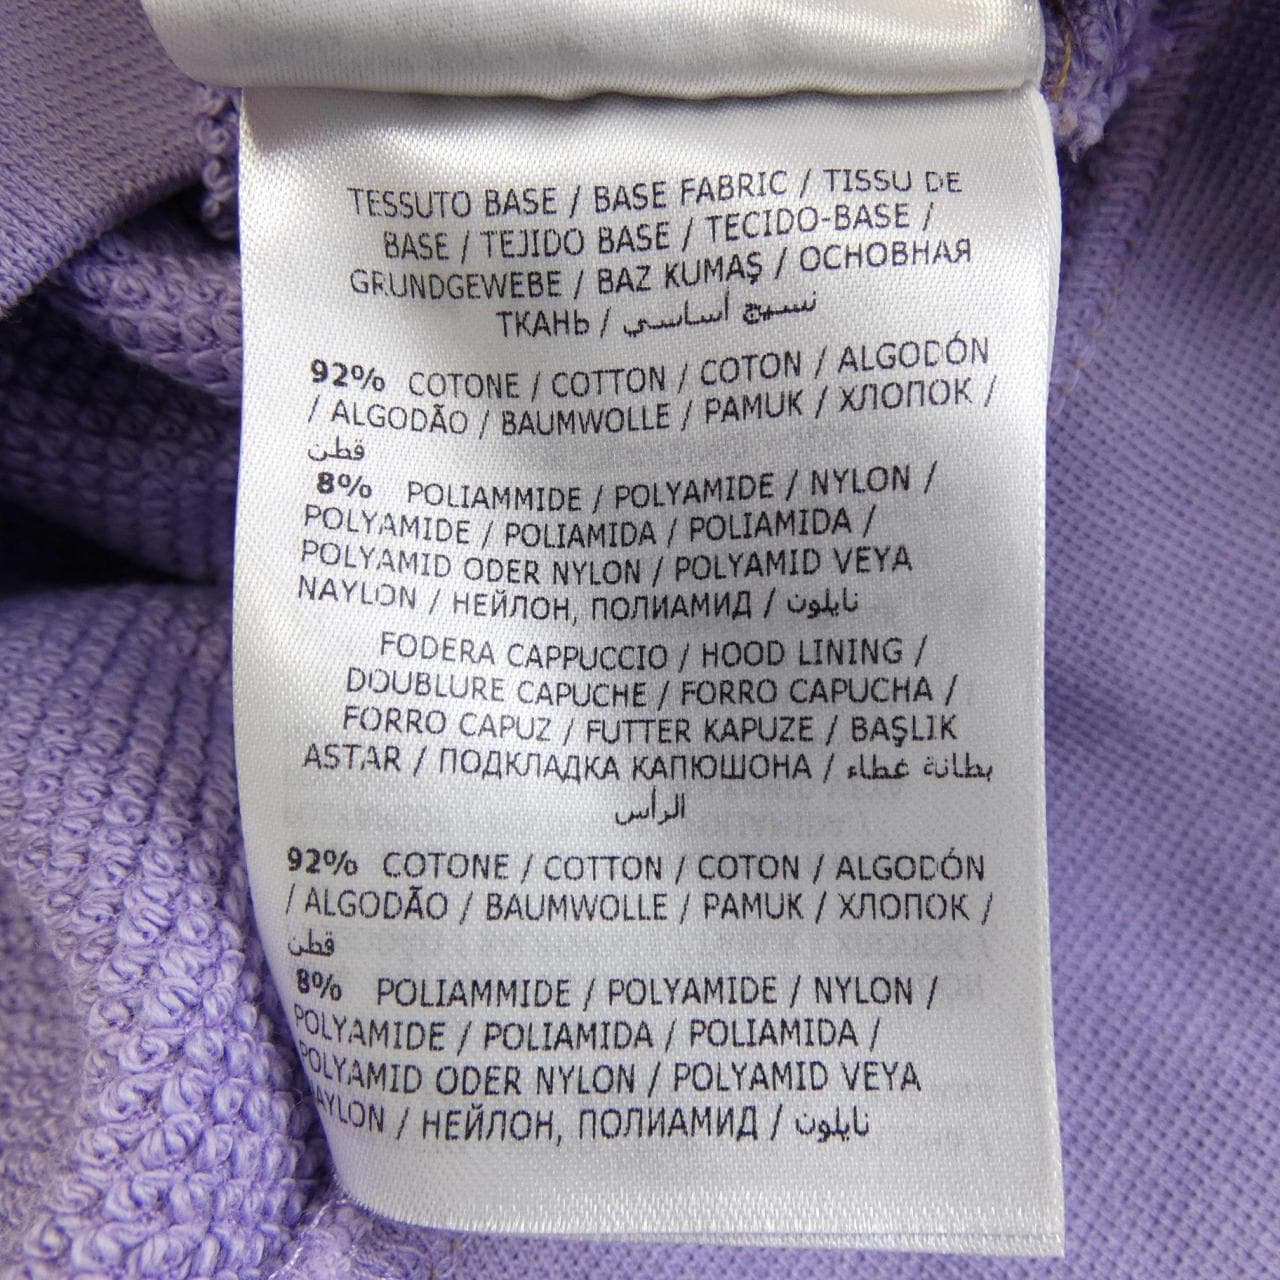 TESSUTO BASE / BASE FABRIC / TISSU DE
BASE / TEJIDO BASE / TECIDO-BASE /
GRUNDGEWEBE / BAZ KUMAŞ / ОСНОВНАЯ
ТКАНЬ / نسيج أساسي
92% COTONE / COTTON / COTON / ALGODÓN
/ ALGODÃO / BAUMWOLLE / PAMUK / ХЛОПОК /
قطن
8% POLIAMMIDE / POLYAMIDE / NYLON /
POLYAMIDE / POLIAMIDA / POLIAMIDA /
POLYAMID ODER NYLON / POLYAMID VEYA
NAYLON / НЕЙЛОН, ПОЛИАМИД / نايلون
FODERA CAPPUCCIO / HOOD LINING /
DOUBLURE CAPUCHE / FORRO CAPUCHA /
FORRO CAPUZ / FUTTER KAPUZE / BAŞLIK
ASTAR / ПОДКЛАДКА КАПЮШОНА / بطانة غطاء
الرأس
92% COTONE / COTTON / COTON / ALGODÓN
/ ALGODÃO / BAUMWOLLE / PAMUK / ХЛОПОК /
قطن
8% POLIAMMIDE / POLYAMIDE / NYLON /
POLYAMIDE / POLIAMIDA / POLIAMIDA /
POLYAMID ODER NYLON / POLYAMID VEYA
NAYLON / НЕЙЛОН, ПОЛИАМИД / نايلون